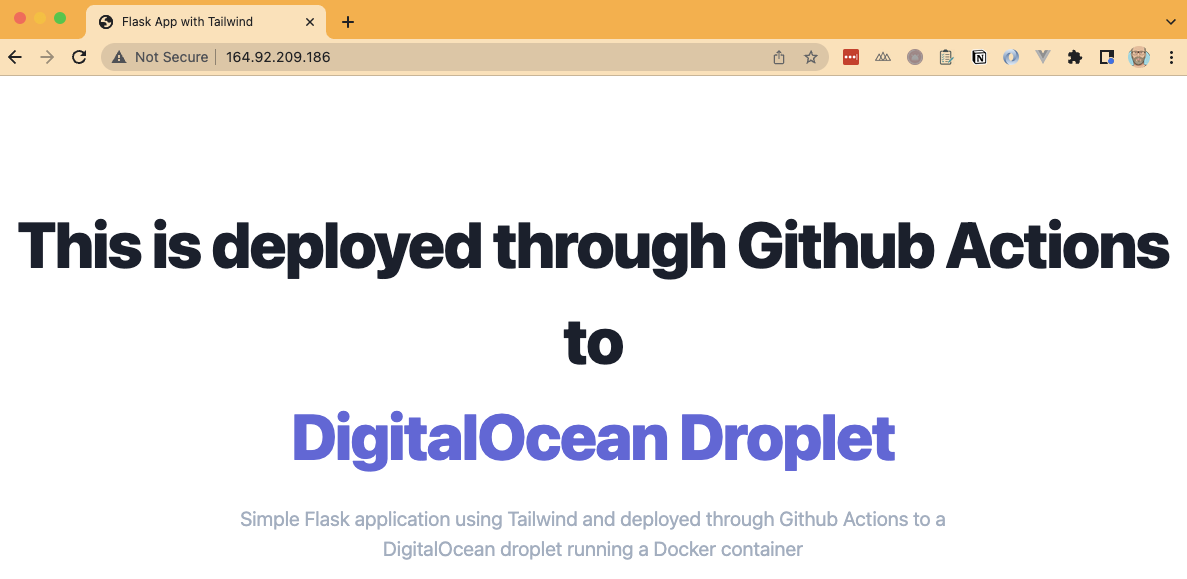 Flask App with Tailwind
Not Secure 164.92.209.186
This is deployed through Github Actions
to
DigitalOcean Droplet
Simple Flask application using Tailwind and deployed through Github Actions to a
DigitalOcean droplet running a Docker container